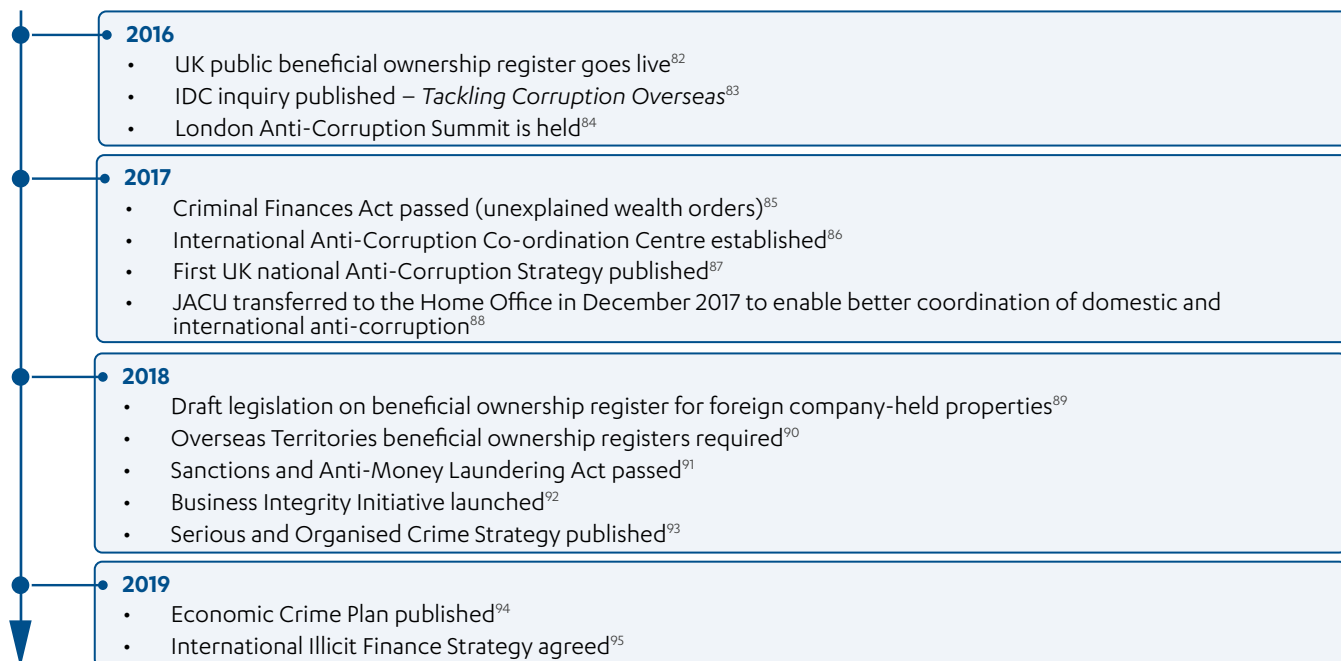 2016
• UK public beneficial ownership register goes live82
• IDC inquiry published – Tackling Corruption Overseas83
• London Anti-Corruption Summit is held84
2017
• Criminal Finances Act passed (unexplained wealth orders)85
• International Anti-Corruption Co-ordination Centre established86
• First UK national Anti-Corruption Strategy published87
• JACU transferred to the Home Office in December 2017 to enable better coordination of domestic and
international anti-corruption88
2018
• Draft legislation on beneficial ownership register for foreign company-held properties89
• Overseas Territories beneficial ownership registers required90
• Sanctions and Anti-Money Laundering Act passed91
• Business Integrity Initiative launched92
• Serious and Organised Crime Strategy published93
2019
• Economic Crime Plan published94
• International Illicit Finance Strategy agreed95